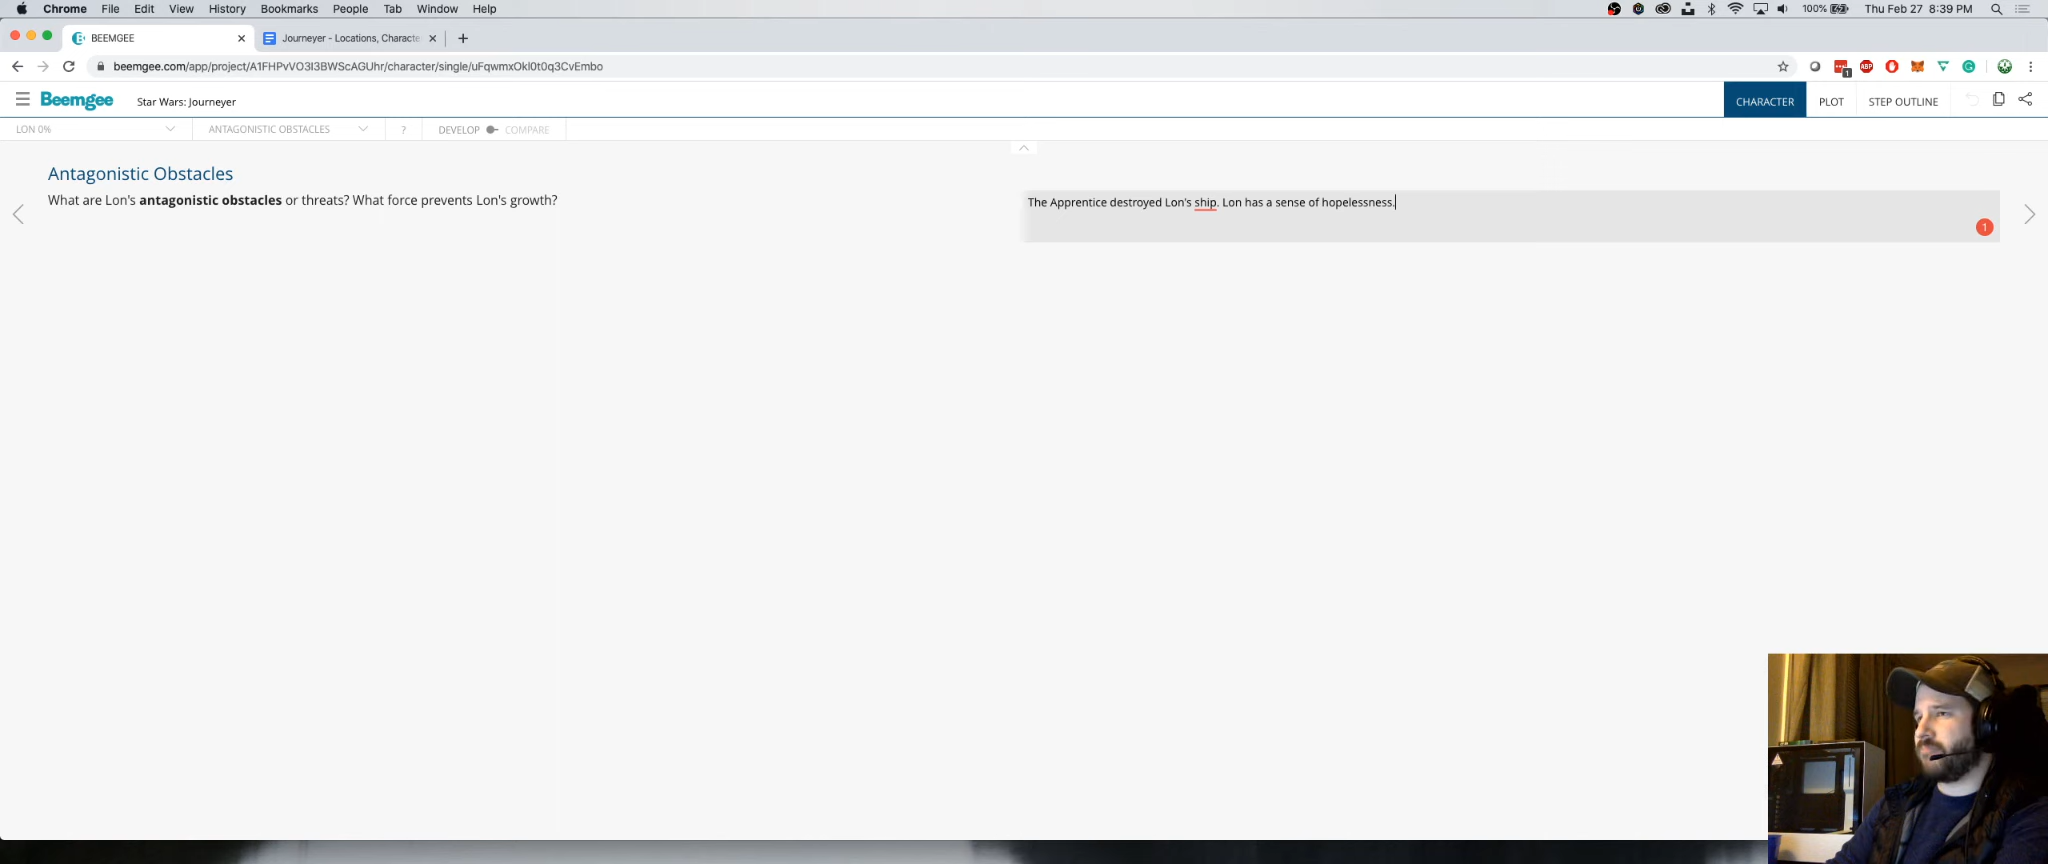 Chrome File Edit View History Bookmarks People Tab Window Help 100% Thu Feb 27 8:39 PM
BEEMGEE Journeyer - Locations, Characte
beemgee.com/app/project/A1FHPvVO3I3BWScAGUhr/character/single/uFqwmxOkl0t0q3CvEmbo
ABP 1
Beemgee Star Wars: Journeyer CHARACTER PLOT STEP OUTLINE
LON 0% ANTAGONISTIC OBSTACLES ? DEVELOP COMPARE
Antagonistic Obstacles
What are Lon's antagonistic obstacles or threats? What force prevents Lon's growth?
The Apprentice destroyed Lon's ship. Lon has a sense of hopelessness.
1